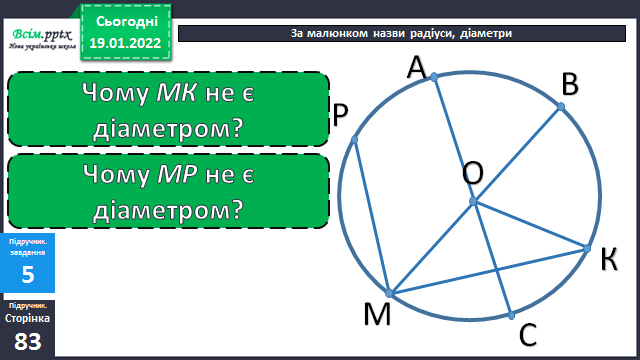 Всім.pptx
Нова українська школа
Сьогодні
19.01.2022
За малюнком назви радіуси, діаметри
Чому МК не є
діаметром?
Чому МР не є
діаметром?
Підручник.
завдання
5
Підручник.
Сторінка
83
А
В
Р
О
К
М
С